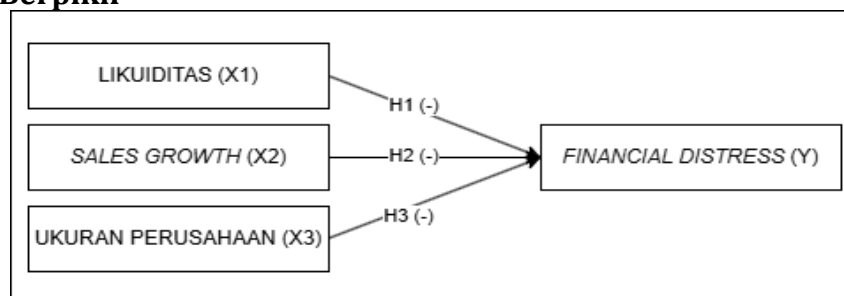 Berpikir
LIKUIDITAS (X1)
H1 (-)
SALES GROWTH (X2)
H2 (-)
FINANCIAL DISTRESS (Y)
UKURAN PERUSAHAAN (X3)
H3 (-)